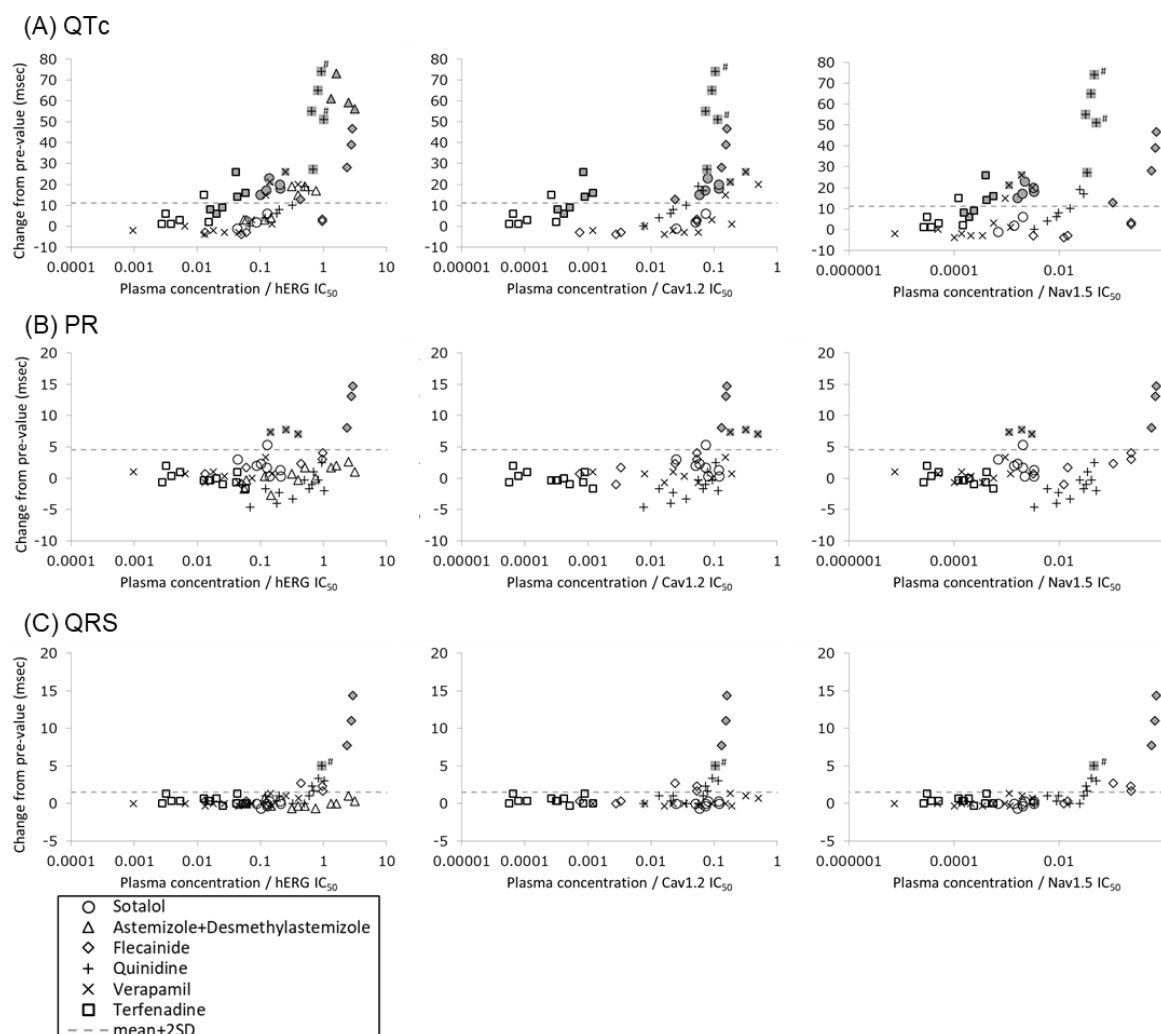 (A) QTc
Change from pre-value (msec)
80
70
60
50
40
30
20
10
0
-10
# #
0.0001 0.001 0.01 0.1 1 10
Plasma concentration / hERG IC50
80
70
60
50
40
30
20
10
0
-10
# #
0.0001 0.001 0.01 0.1 1
Plasma concentration / Cav1.2 IC50
80
70
60
50
40
30
20
10
0
-10
# #
0.000001 0.0001 0.01
Plasma concentration / Nav1.5 IC50
(B) PR
Change from pre-value (msec)
20
15
10
5
0
-5
-10
0.0001 0.001 0.01 0.1 1 10
Plasma concentration / hERG IC50
20
15
10
5
0
-5
-10
0.0001 0.001 0.01 0.1 1
Plasma concentration / Cav1.2 IC50
20
15
10
5
0
-5
-10
0.000001 0.0001 0.01
Plasma concentration / Nav1.5 IC50
(C) QRS
Change from pre-value (msec)
20
15
10
5
0
-5
#
0.0001 0.001 0.01 0.1 1 10
Plasma concentration / hERG IC50
20
15
10
5
0
-5
#
0.0001 0.001 0.01 0.1 1
Plasma concentration / Cav1.2 IC50
20
15
10
5
0
-5
#
0.000001 0.0001 0.01
Plasma concentration / Nav1.5 IC50
Sotalol
Astemizole+Desmethylastemizole
Flecainide
Quinidine
Verapamil
Terfenadine
mean+2SD